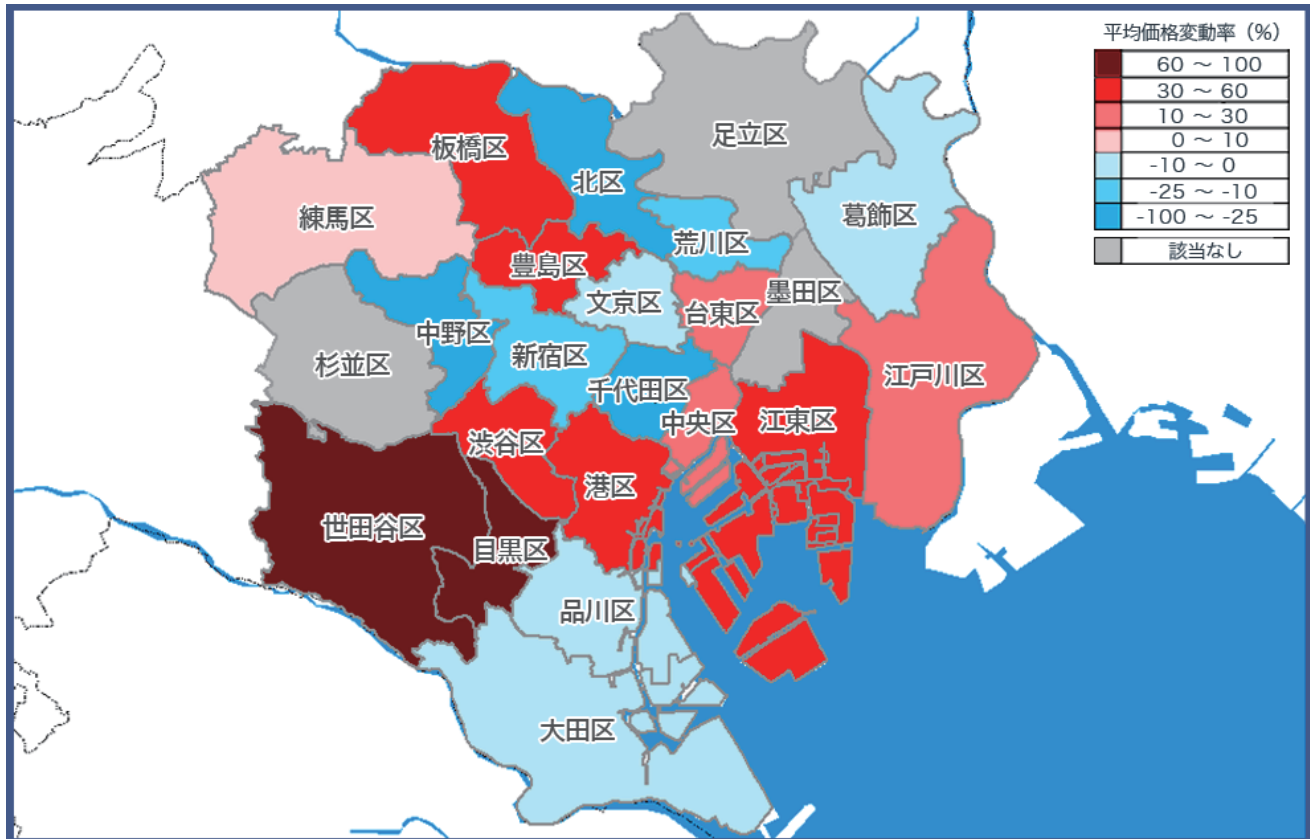 平均価格変動率（%）
60 ～ 100
30 ～ 60
10 ～ 30
0 ～ 10
-10 ～ 0
-25 ～ -10
-100 ～ -25
該当なし
足立区
板橋区
北区
練馬区
葛飾区
荒川区
豊島区
文京区
台東区
墨田区
中野区
新宿区
杉並区
江戸川区
千代田区
中央区
江東区
渋谷区
港区
世田谷区
目黒区
品川区
大田区